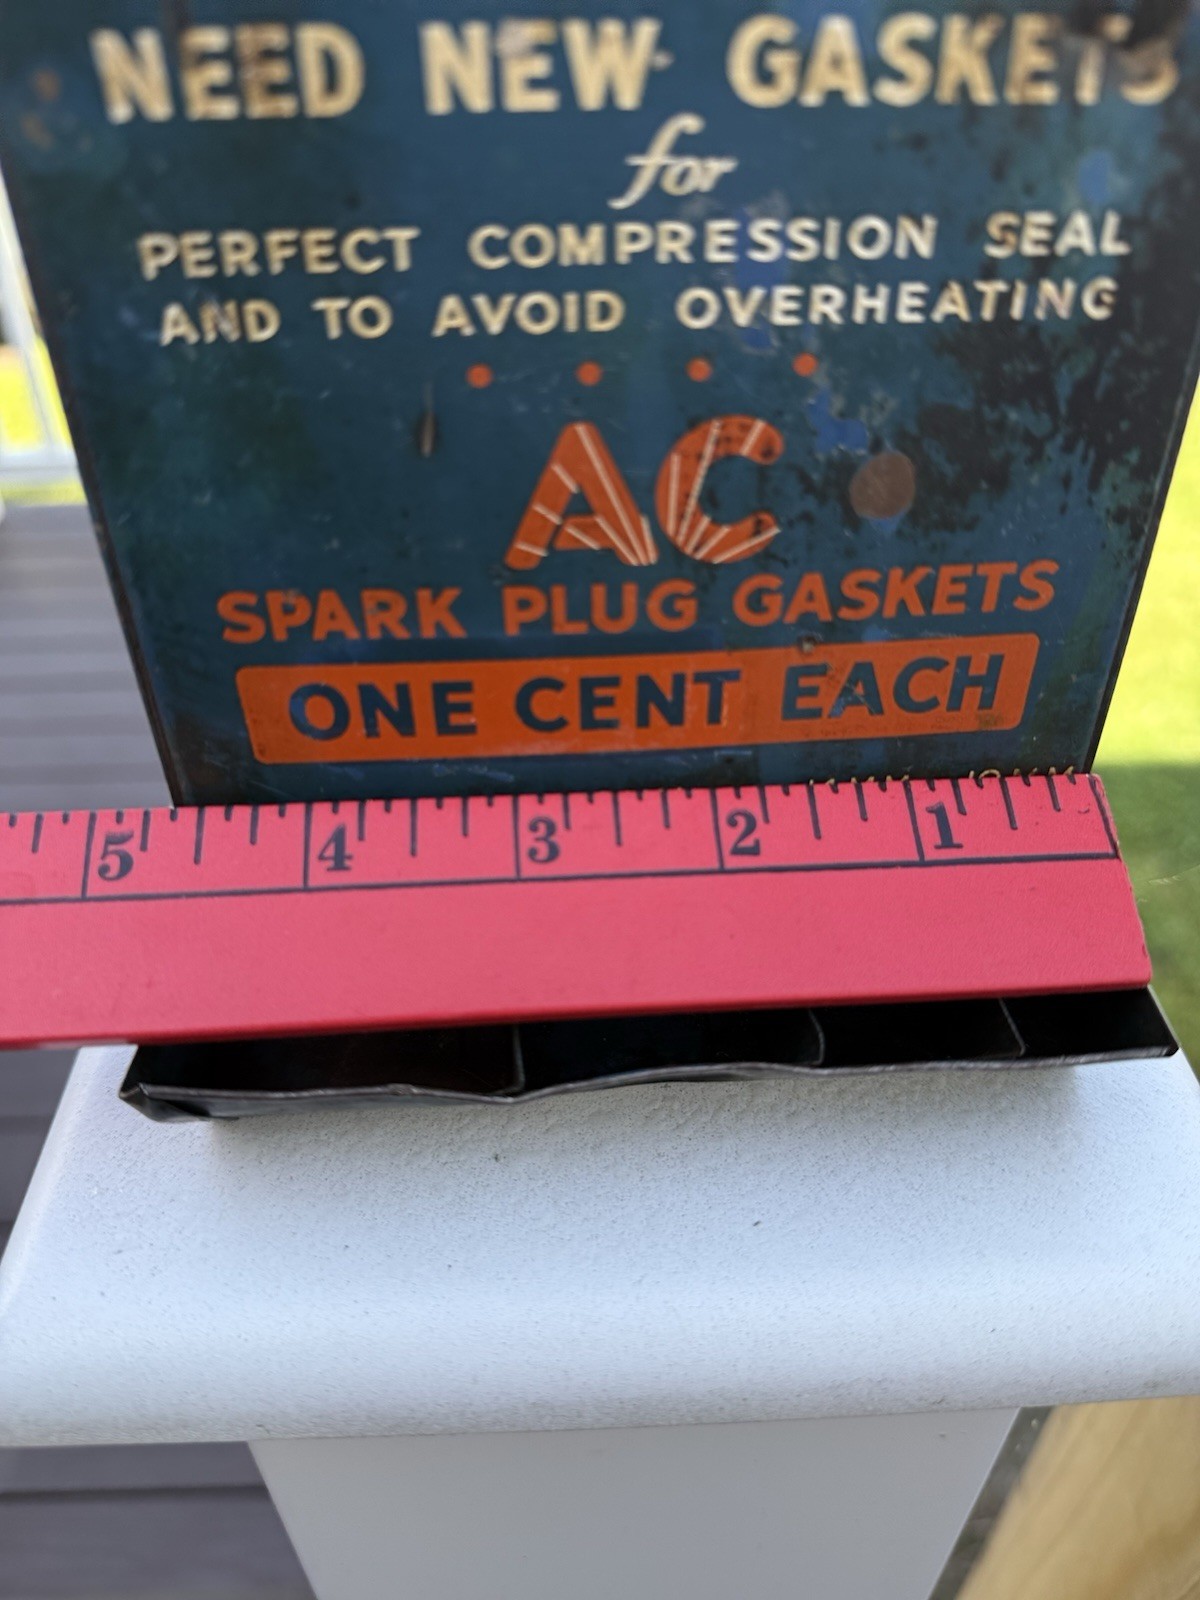 NEED NEW GASKETS
for
PERFECT COMPRESSION SEAL
AND TO AVOID OVERHEATING
AC
SPARK PLUG GASKETS
ONE CENT EACH
5 4 3 2 1